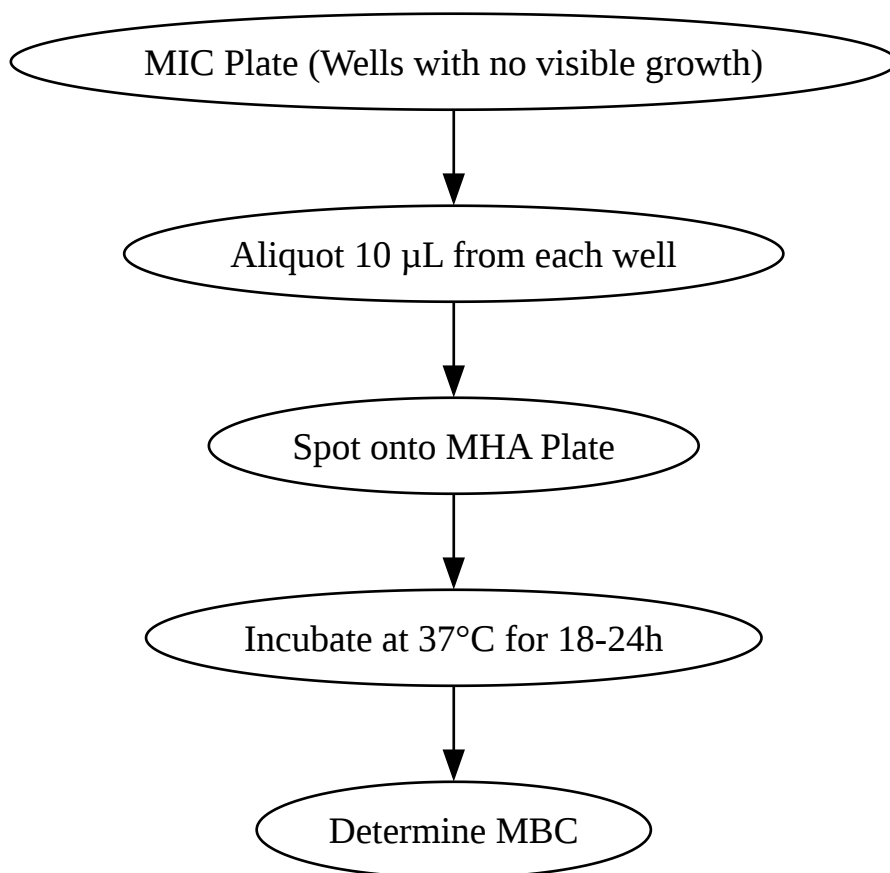 MIC Plate (Wells with no visible growth)
Aliquot 10 µL from each well
Spot onto MHA Plate
Incubate at 37°C for 18-24h
Determine MBC